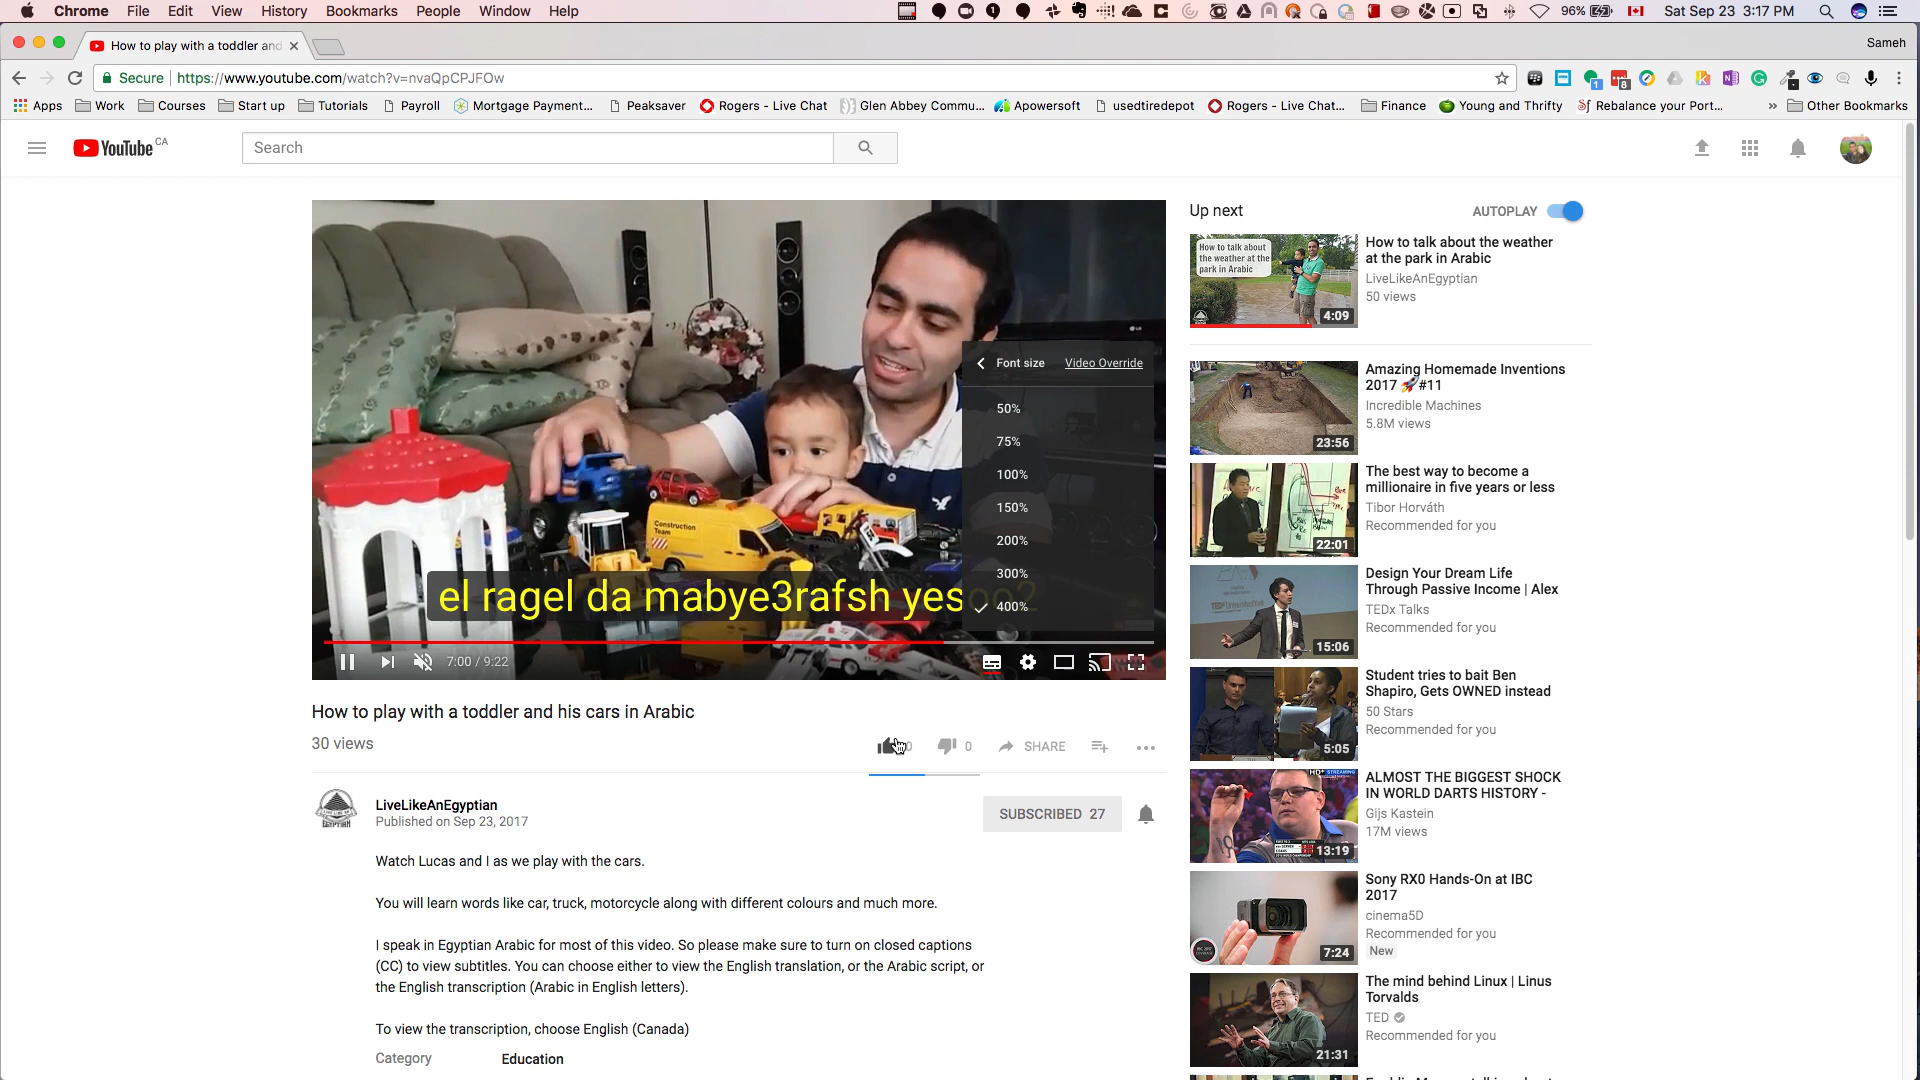 Chrome File Edit View History Bookmarks People Window Help
96% Sat Sep 23 3:17 PM
How to play with a toddler and
Sameh
Secure https://www.youtube.com/watch?v=nvaQpCPJFOw
Apps Work Courses Start up Tutorials Payroll Mortgage Payment... Peaksaver Rogers - Live Chat Glen Abbey Commu... Apowersoft usedtiredepot Rogers - Live Chat... Finance Young and Thrifty Rebalance your Port... » Other Bookmarks
YouTube CA
Search
Font size Video Override
50%
75%
100%
150%
200%
300%
400%
Construction
Team
el ragel da mabye3rafsh yes
7:00 / 9:22
How to play with a toddler and his cars in Arabic
30 views
0 0 SHARE
LiveLikeAnEgyptian
Published on Sep 23, 2017
SUBSCRIBED 27
Watch Lucas and I as we play with the cars.
You will learn words like car, truck, motorcycle along with different colours and much more.
I speak in Egyptian Arabic for most of this video. So please make sure to turn on closed captions
(CC) to view subtitles. You can choose either to view the English translation, or the Arabic script, or
the English transcription (Arabic in English letters).
To view the transcription, choose English (Canada)
Category Education
Up next AUTOPLAY
How to talk about
the weather at the
park in Arabic
4:09
How to talk about the weather
at the park in Arabic
LiveLikeAnEgyptian
50 views
23:56
Amazing Homemade Inventions
2017 🚀#11
Incredible Machines
5.8M views
22:01
The best way to become a
millionaire in five years or less
Tibor Horváth
Recommended for you
15:06
Design Your Dream Life
Through Passive Income | Alex
TEDx Talks
Recommended for you
5:05
Student tries to bait Ben
Shapiro, Gets OWNED instead
50 Stars
Recommended for you
13:19
ALMOST THE BIGGEST SHOCK
IN WORLD DARTS HISTORY -
Gijs Kastein
17M views
7:24
Sony RX0 Hands-On at IBC
2017
cinema5D
Recommended for you
New
21:31
The mind behind Linux | Linus
Torvalds
TED
Recommended for you